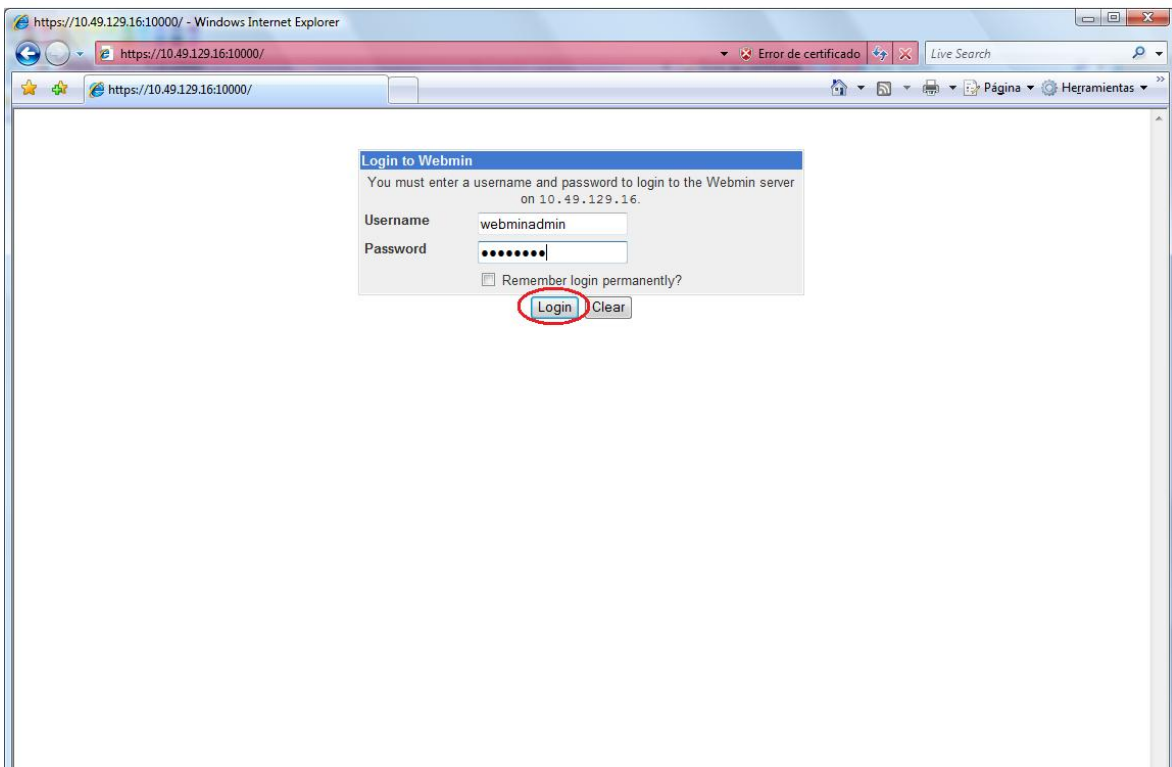 https://10.49.129.16:10000/ - Windows Internet Explorer
https://10.49.129.16:10000/ Error de certificado Live Search
https://10.49.129.16:10000/ Página Herramientas
Login to Webmin
You must enter a username and password to login to the Webmin server
on 10.49.129.16.
Username webminadmin
Password ••••••••
Remember login permanently?
Login Clear